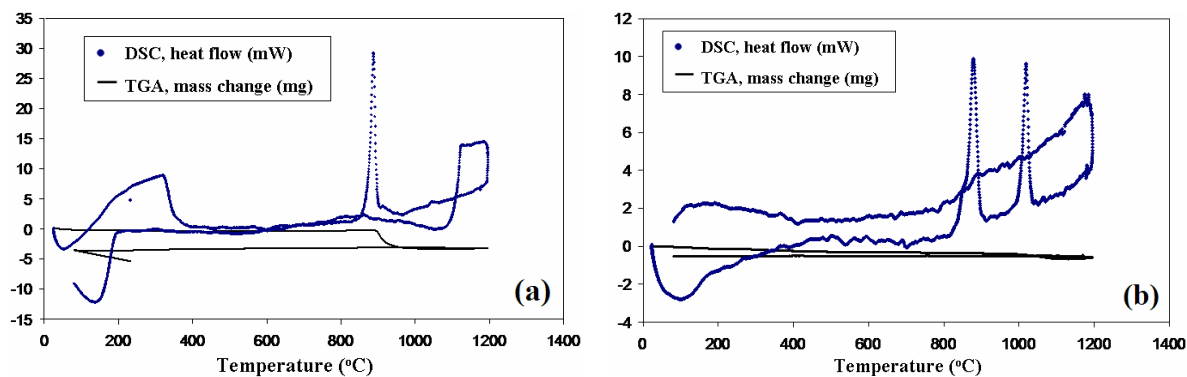 35
30
25
20
15
10
5
0
-5
-10
-15
DSC, heat flow (mW)
TGA, mass change (mg)
(a)
0 200 400 600 800 1000 1200 1400
Temperature (°C)
12
10
8
6
4
2
0
-2
-4
DSC, heat flow (mW)
TGA, mass change (mg)
(b)
0 200 400 600 800 1000 1200 1400
Temperature (°C)